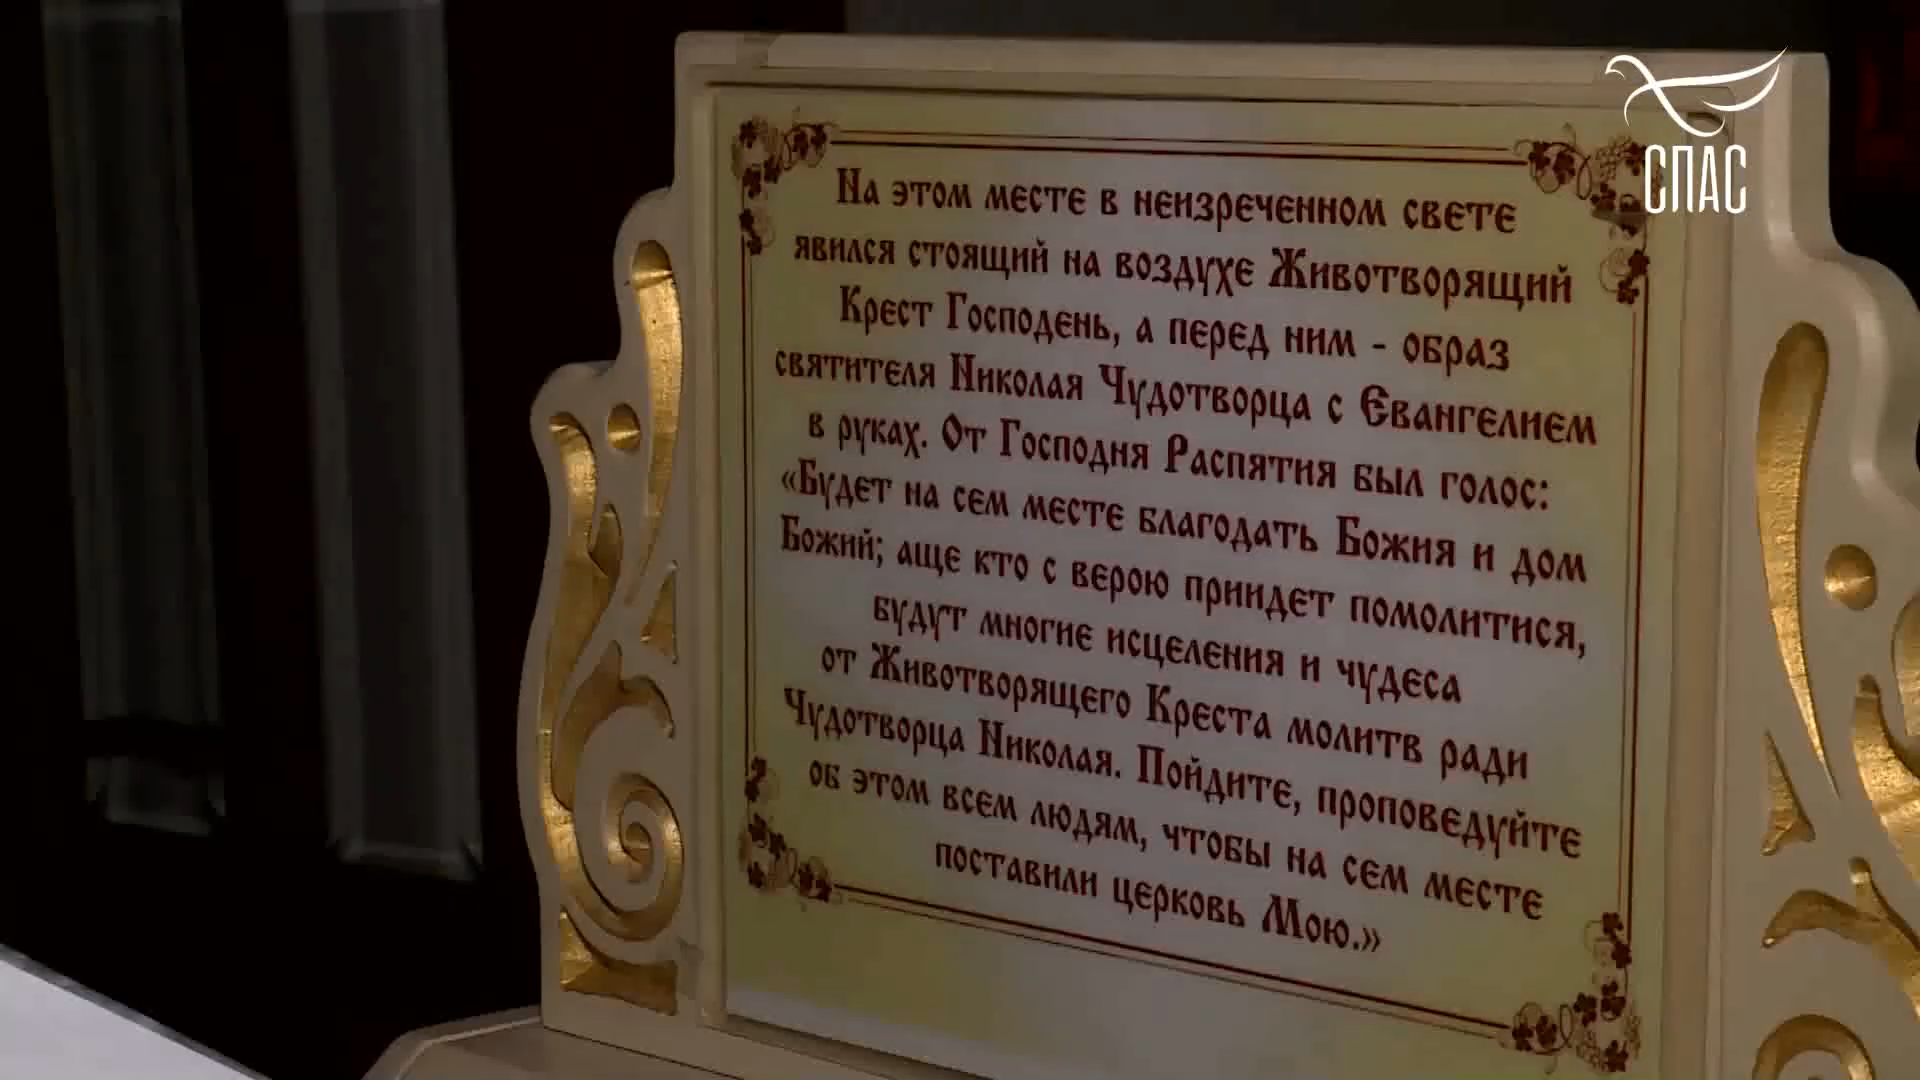 СПАС
На этом месте в неизреченном свете
явился стоящий на воздухе Животворящий
Крест Господень, а перед ним - образ
святителя Николая Чудотворца с Евангелием
в руках. От Господня Распятия был голос:
«Будет на сем месте благодать Божия и дом
Божий; аще кто с верою приидет помолитися,
будут многие исцеления и чудеса
от Животворящего Креста молитв ради
Чудотворца Николая. Пойдите, проповедуйте
об этом всем людям, чтобы на сем месте
поставили церковь Мою.»